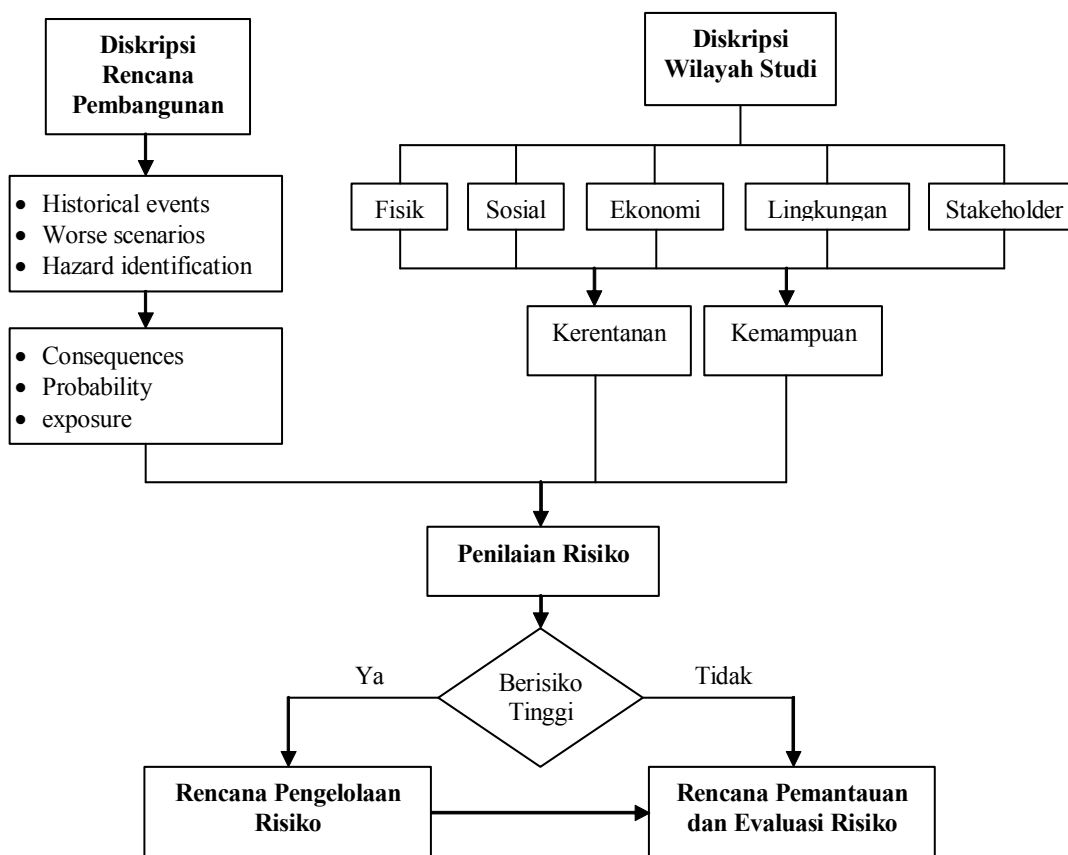 Diskripsi
Rencana
Pembangunan
Diskripsi
Wilayah Studi
• Historical events
• Worse scenarios
• Hazard identification
Fisik
Sosial
Ekonomi
Lingkungan
Stakeholder
Kerentanan
Kemampuan
• Consequences
• Probability
• exposure
Penilaian Risiko
Berisiko
Tinggi
Ya
Tidak
Rencana Pengelolaan
Risiko
Rencana Pemantauan
dan Evaluasi Risiko